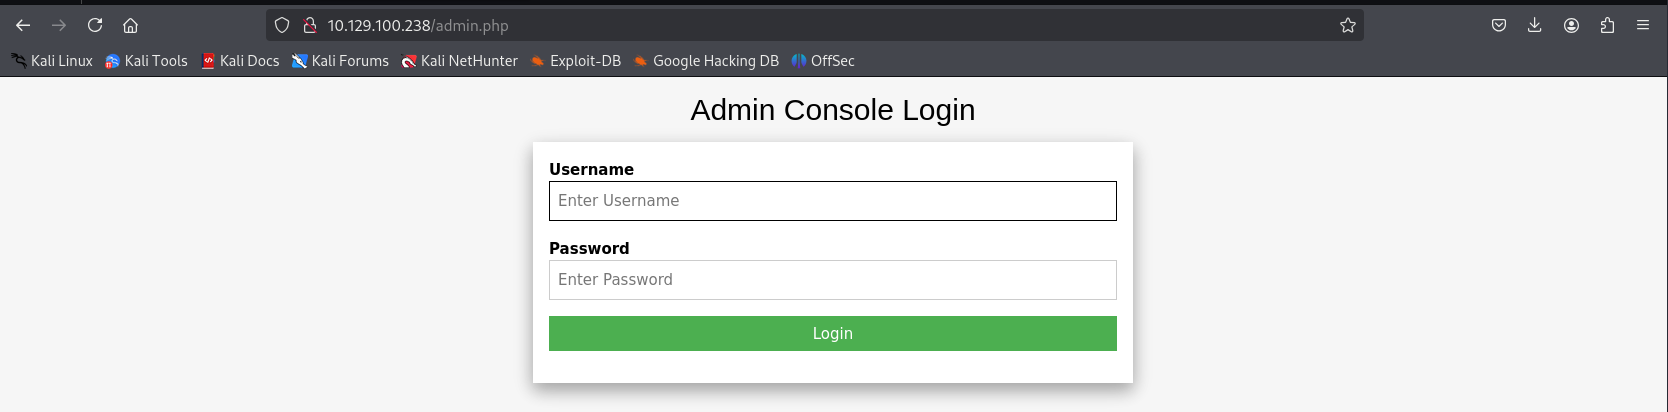 10.129.100.238/admin.php
Kali Linux Kali Tools Kali Docs Kali Forums Kali NetHunter Exploit-DB Google Hacking DB OffSec
Admin Console Login
Username
Enter Username
Password
Enter Password
Login